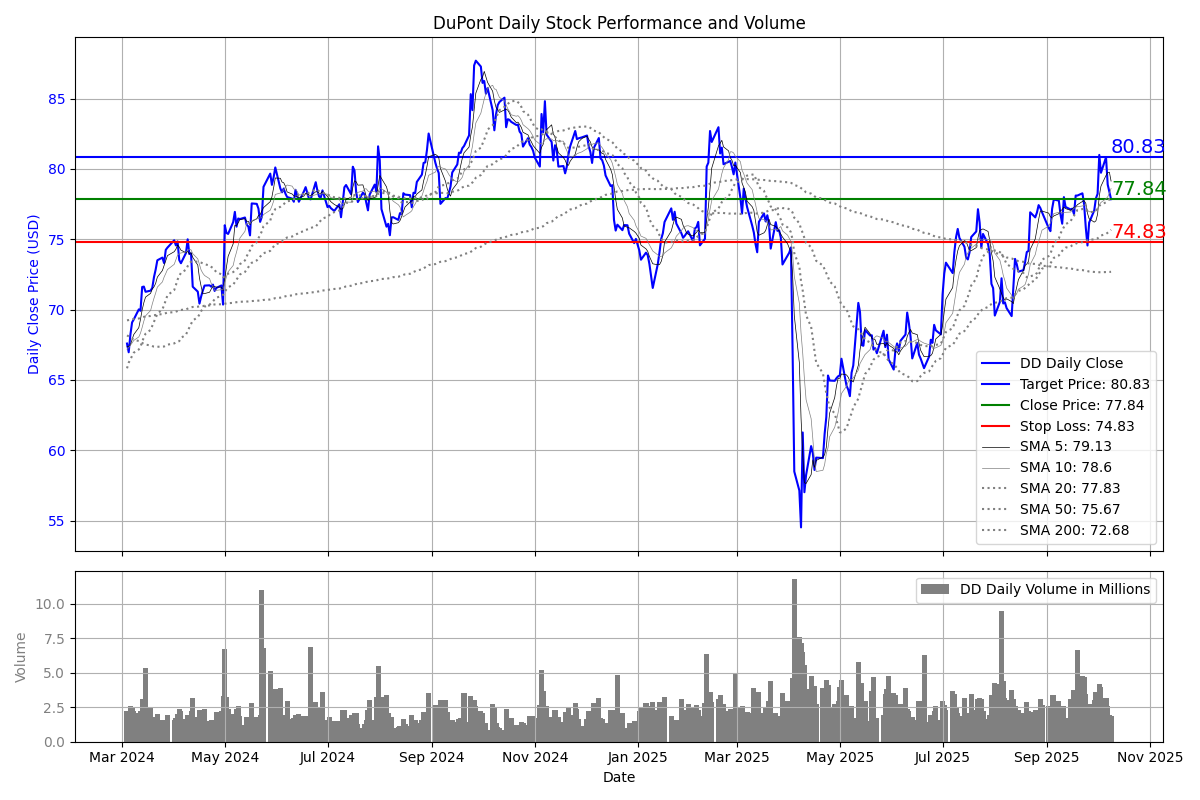 DuPont Daily Stock Performance and Volume
Daily Close Price (USD)
85
80
75
70
65
60
55
80.83
77.84
74.83
DD Daily Close
Target Price: 80.83
Close Price: 77.84
Stop Loss: 74.83
SMA 5: 79.13
SMA 10: 78.6
SMA 20: 77.83
SMA 50: 75.67
SMA 200: 72.68
Volume
10.0
7.5
5.0
2.5
0.0
DD Daily Volume in Millions
Mar 2024 May 2024 Jul 2024 Sep 2024 Nov 2024 Jan 2025 Mar 2025 May 2025 Jul 2025 Sep 2025 Nov 2025
Date